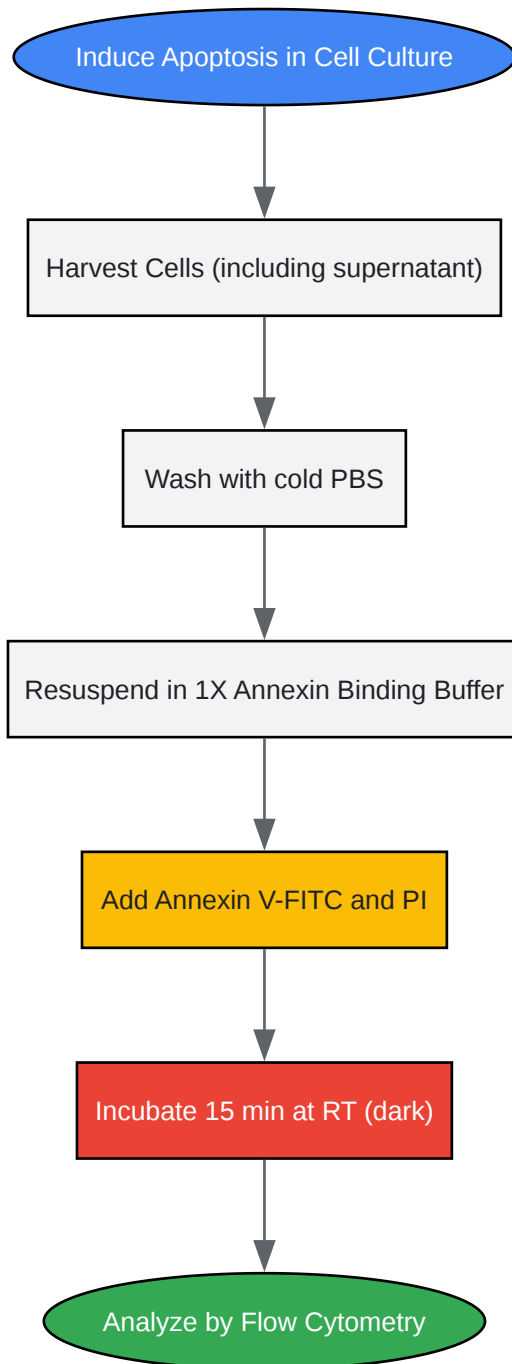 Induce Apoptosis in Cell Culture
Harvest Cells (including supernatant)
Wash with cold PBS
Resuspend in 1X Annexin Binding Buffer
Add Annexin V-FITC and PI
Incubate 15 min at RT (dark)
Analyze by Flow Cytometry